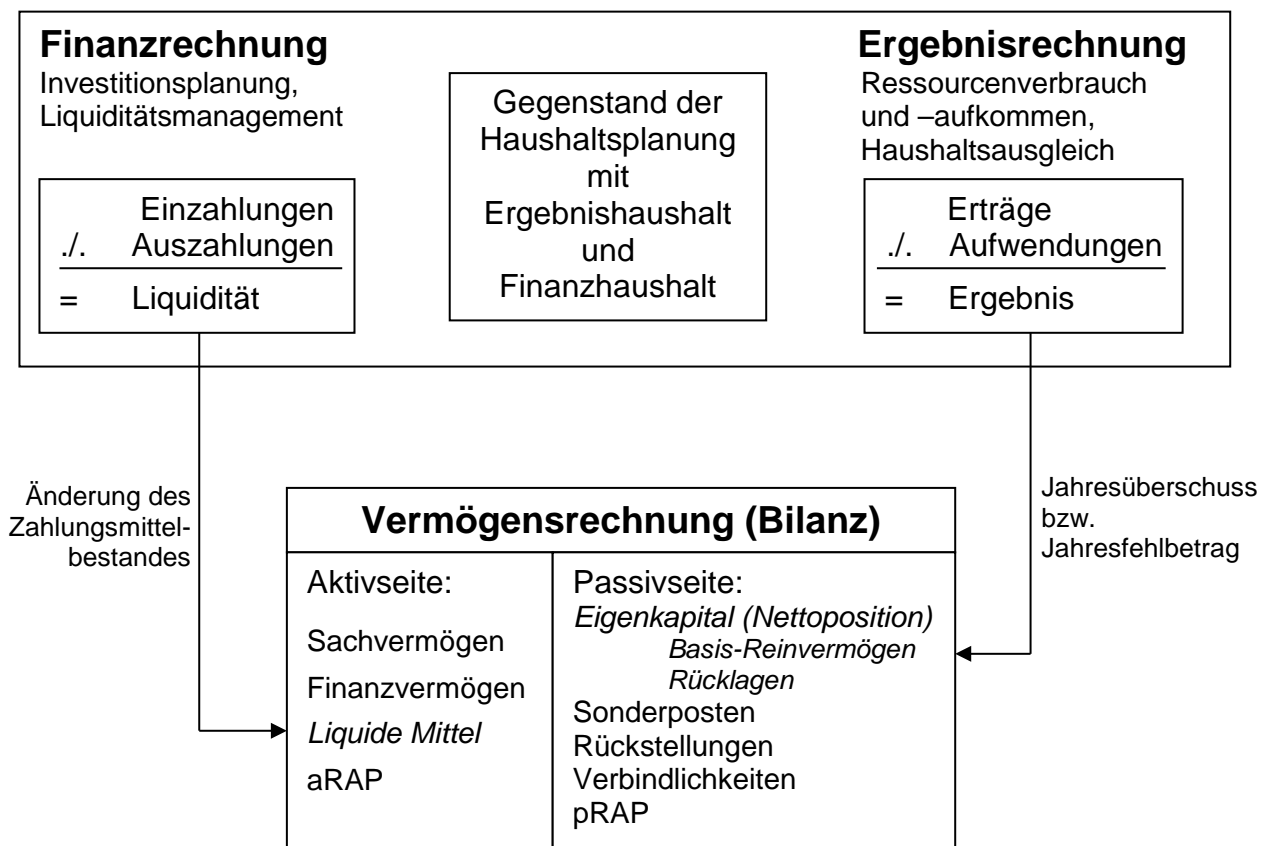 Finanzrechnung
Investitionsplanung,
Liquiditätsmanagement
Einzahlungen
./. Auszahlungen
= Liquidität
Gegenstand der
Haushaltsplanung
mit
Ergebnishaushalt
und
Finanzhaushalt
Ergebnisrechnung
Ressourcenverbrauch
und –aufkommen,
Haushaltsausgleich
Erträge
./. Aufwendungen
= Ergebnis
Änderung des
Zahlungsmittel-
bestandes
Jahresüberschuss
bzw.
Jahresfehlbetrag
Vermögensrechnung (Bilanz)
Aktivseite:
Sachvermögen
Finanzvermögen
Liquide Mittel
aRAP
Passivseite:
Eigenkapital (Nettoposition)
Basis-Reinvermögen
Rücklagen
Sonderposten
Rückstellungen
Verbindlichkeiten
pRAP